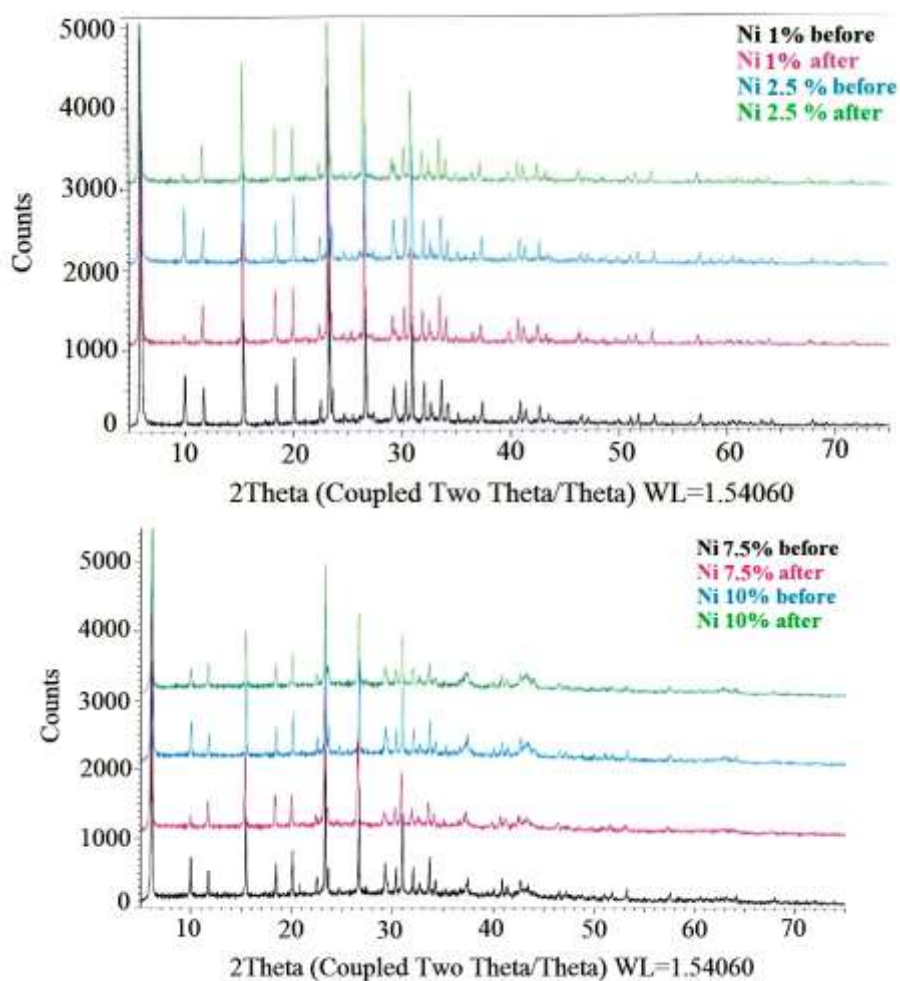 5000
4000
3000
2000
1000
0
Counts
Ni 1% before
Ni 1% after
Ni 2.5 % before
Ni 2.5 % after
10 20 30 40 50 60 70
2Theta (Coupled Two Theta/Theta) WL=1.54060
5000
4000
3000
2000
1000
0
Counts
Ni 7.5% before
Ni 7.5% after
Ni 10% before
Ni 10% after
10 20 30 40 50 60 70
2Theta (Coupled Two Theta/Theta) WL=1.54060